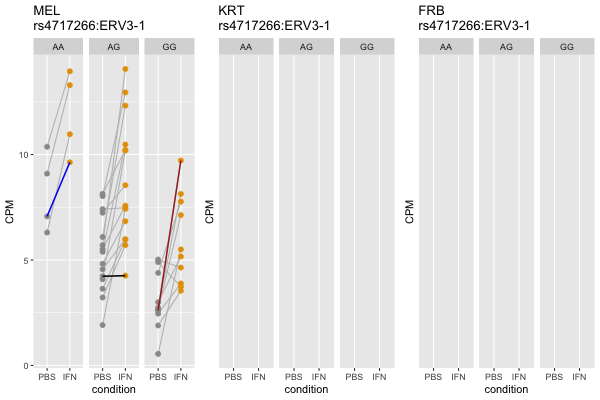 MEL
rs4717266:ERV3-1
AA AG GG
CPM
10
5
0
PBS IFN PBS IFN PBS IFN
condition
KRT
rs4717266:ERV3-1
AA AG GG
CPM
PBS IFN PBS IFN PBS IFN
condition
FRB
rs4717266:ERV3-1
AA AG GG
CPM
PBS IFN PBS IFN PBS IFN
condition